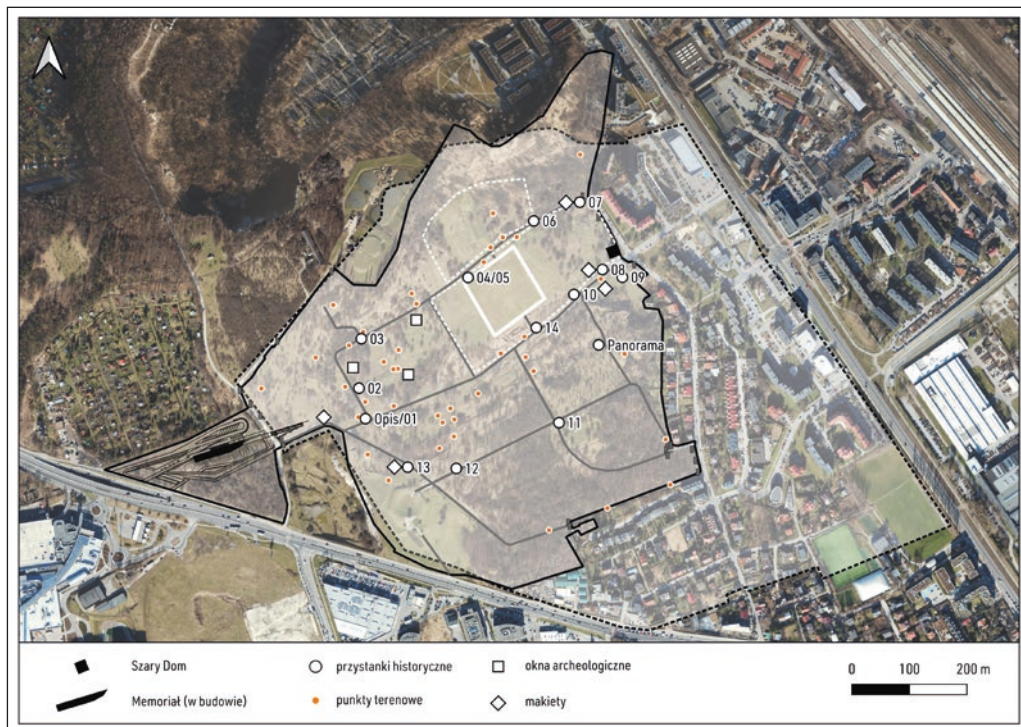 07
06
08
09
04/05
10
14
03
Panorama
02
Opis/01
11
13
12
Szary Dom
przystanki historyczne
okna archeologiczne
0 100 200 m
Memoriał (w budowie)
punkty terenowe
makiety